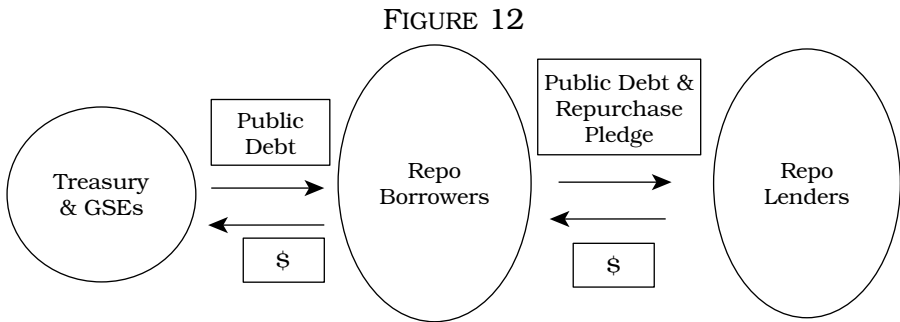 FIGURE 12
Public
Debt
Public Debt &
Repurchase
Pledge
Treasury
& GSEs
Repo
Borrowers
Repo
Lenders
$
$